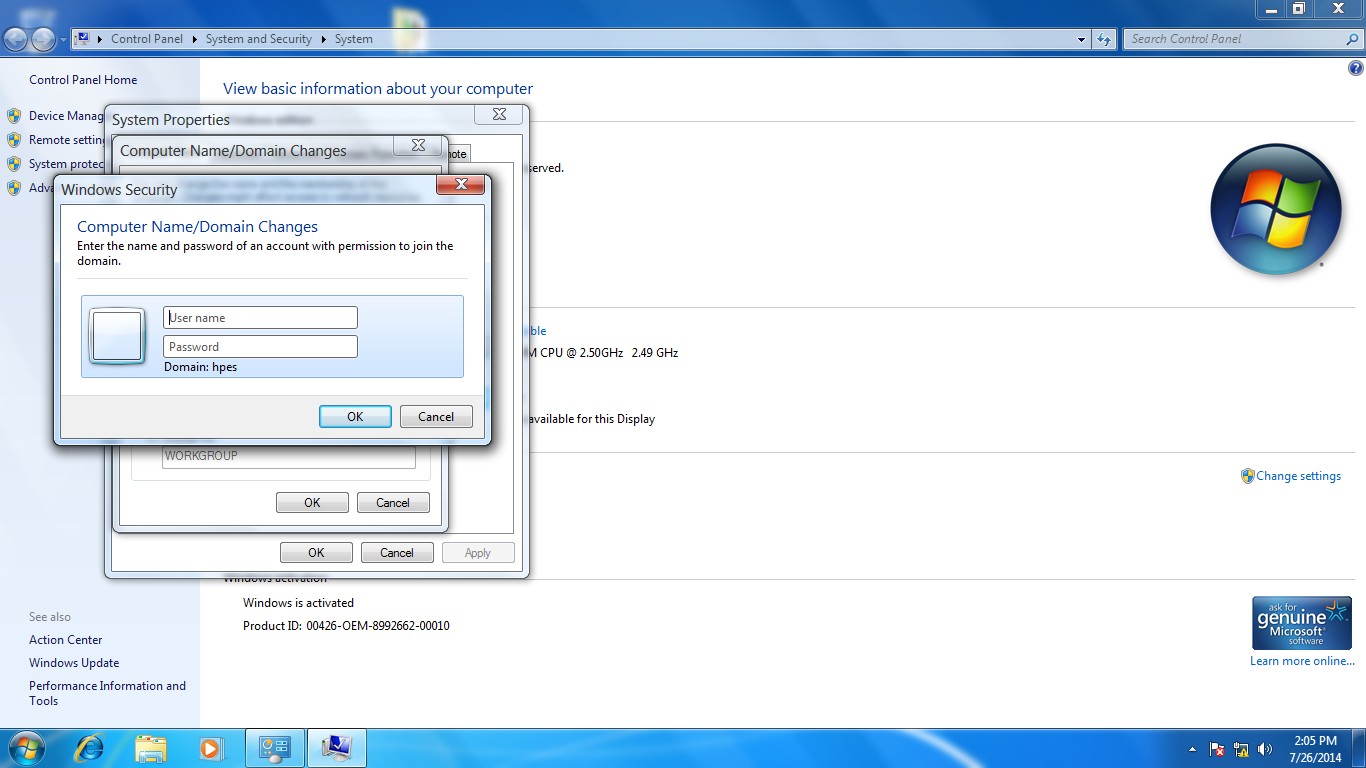 Control Panel
System and Security
System
Search Control Panel
Control Panel Home
Device Manag
Remote settin
System protec
Adva
View basic information about your computer
System Properties
Computer Name/Domain Changes
note
served.
Windows Security
Computer Name/Domain Changes
Enter the name and password of an account with permission to join the
domain.
User name
Password
Domain: hpes
OK Cancel
WORKGROUP
OK Cancel
OK Cancel Apply
ble
M CPU @ 2.50GHz 2.49 GHz
available for this Display
Change settings
Windows activation
Windows is activated
Product ID: 00426-OEM-8992662-00010
ask for
genuine
Microsoft
software
Learn more online...
See also
Action Center
Windows Update
Performance Information and
Tools
2:05 PM
7/26/2014